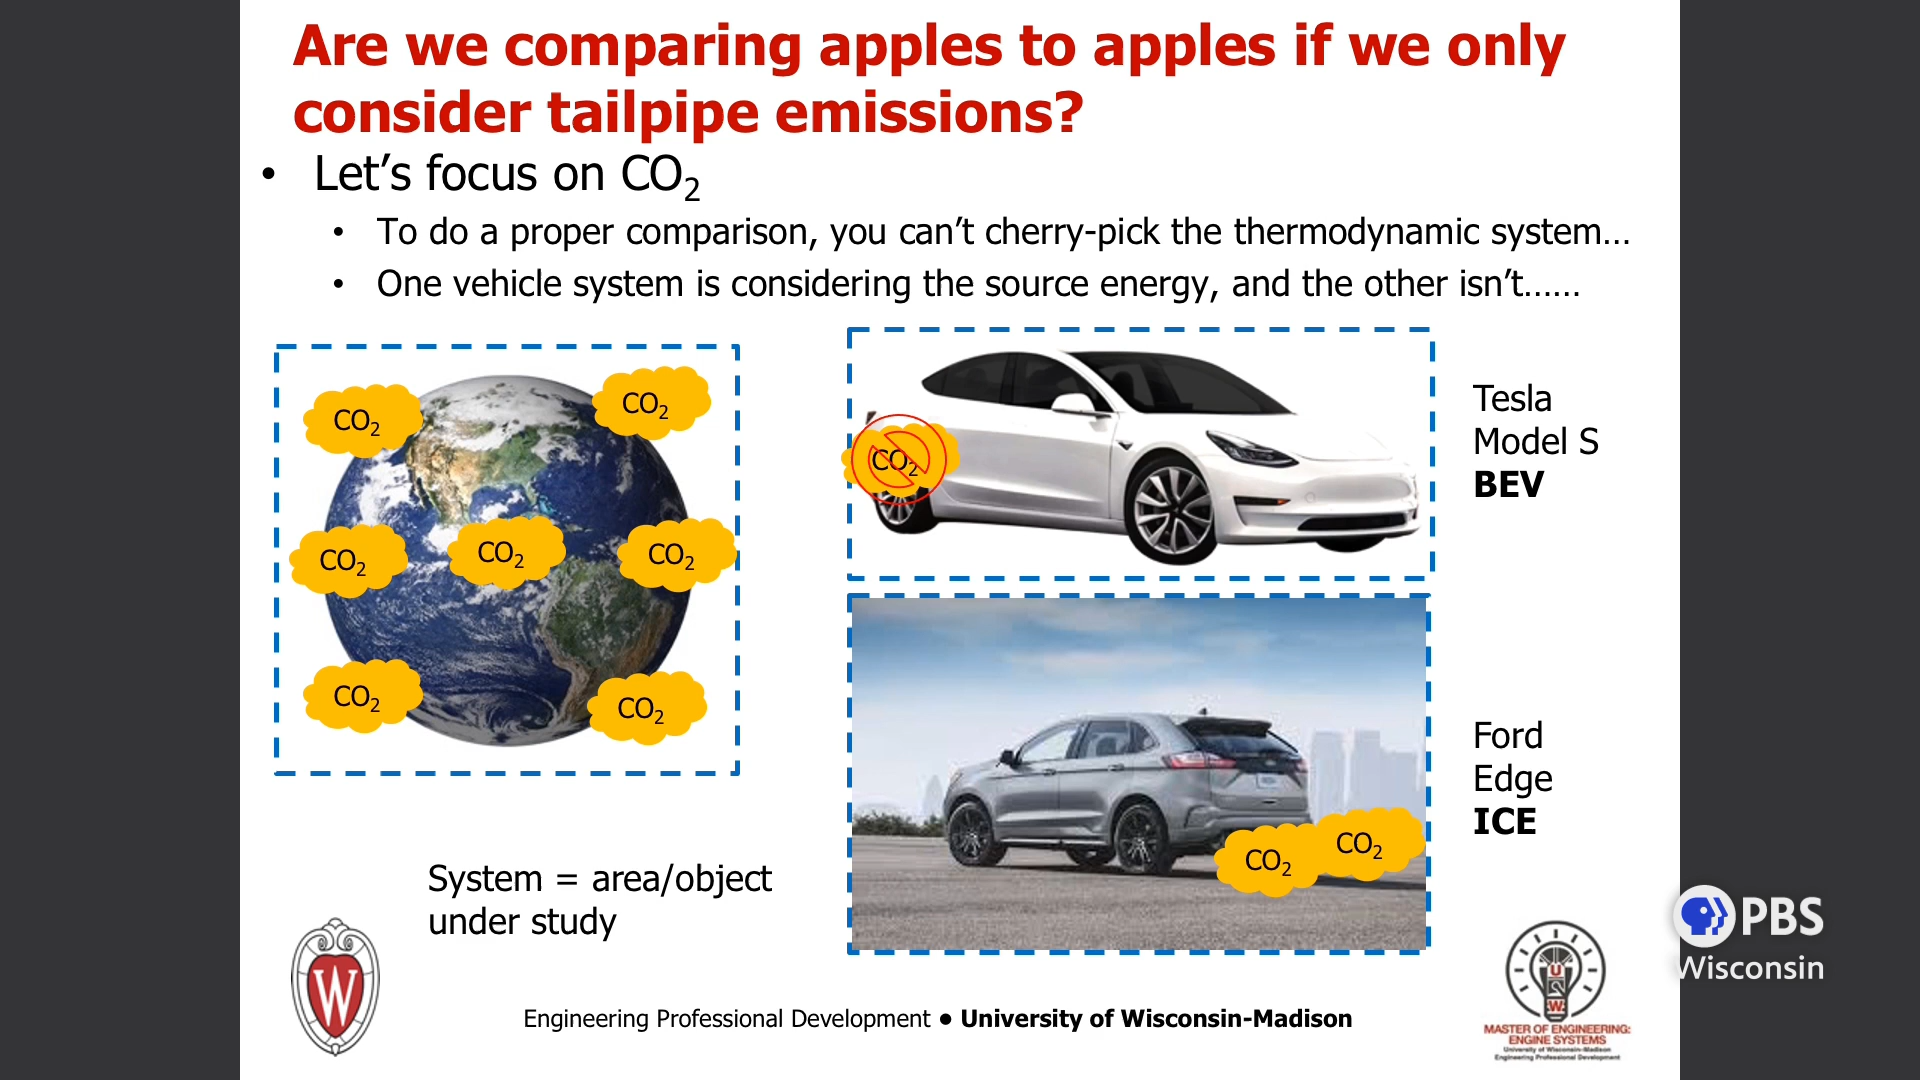 Are we comparing apples to apples if we only
consider tailpipe emissions?
• Let’s focus on CO₂
• To do a proper comparison, you can’t cherry-pick the thermodynamic system…
• One vehicle system is considering the source energy, and the other isn’t……
CO₂
CO₂
CO₂
CO₂
CO₂
CO₂
CO₂
CO₂
Tesla
Model S
BEV
CO₂
CO₂
Ford
Edge
ICE
System = area/object
under study
W
Engineering Professional Development ● University of Wisconsin-Madison
U
W
MASTER OF ENGINEERING:
ENGINE SYSTEMS
University of Wisconsin-Madison
Engineering Professional Development
PBS
Wisconsin